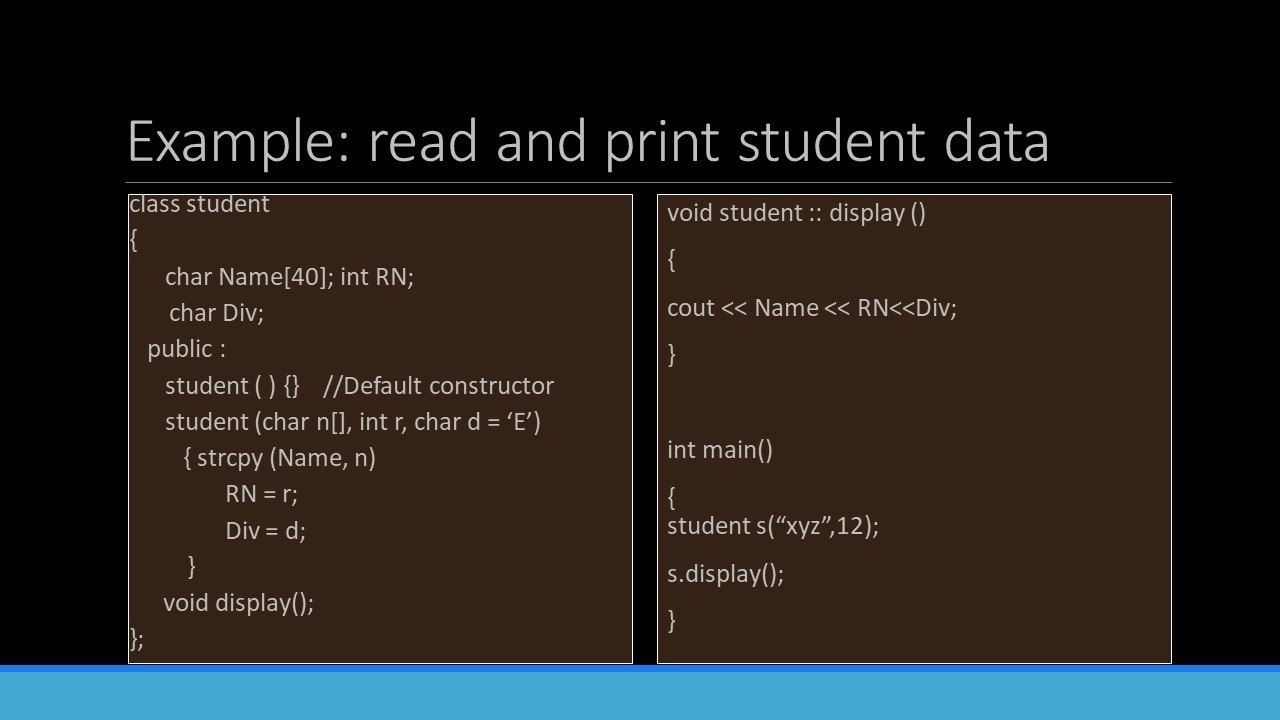 Example: read and print student data
class student
{
char Name[40]; int RN;
char Div;
public :
student ( ) {} //Default constructor
student (char n[], int r, char d = ‘E’)
{ strcpy (Name, n)
RN = r;
Div = d;
}
void display();
};
void student :: display ()
{
cout << Name << RN<<Div;
}
int main()
{
student s(“xyz”,12);
s.display();
}